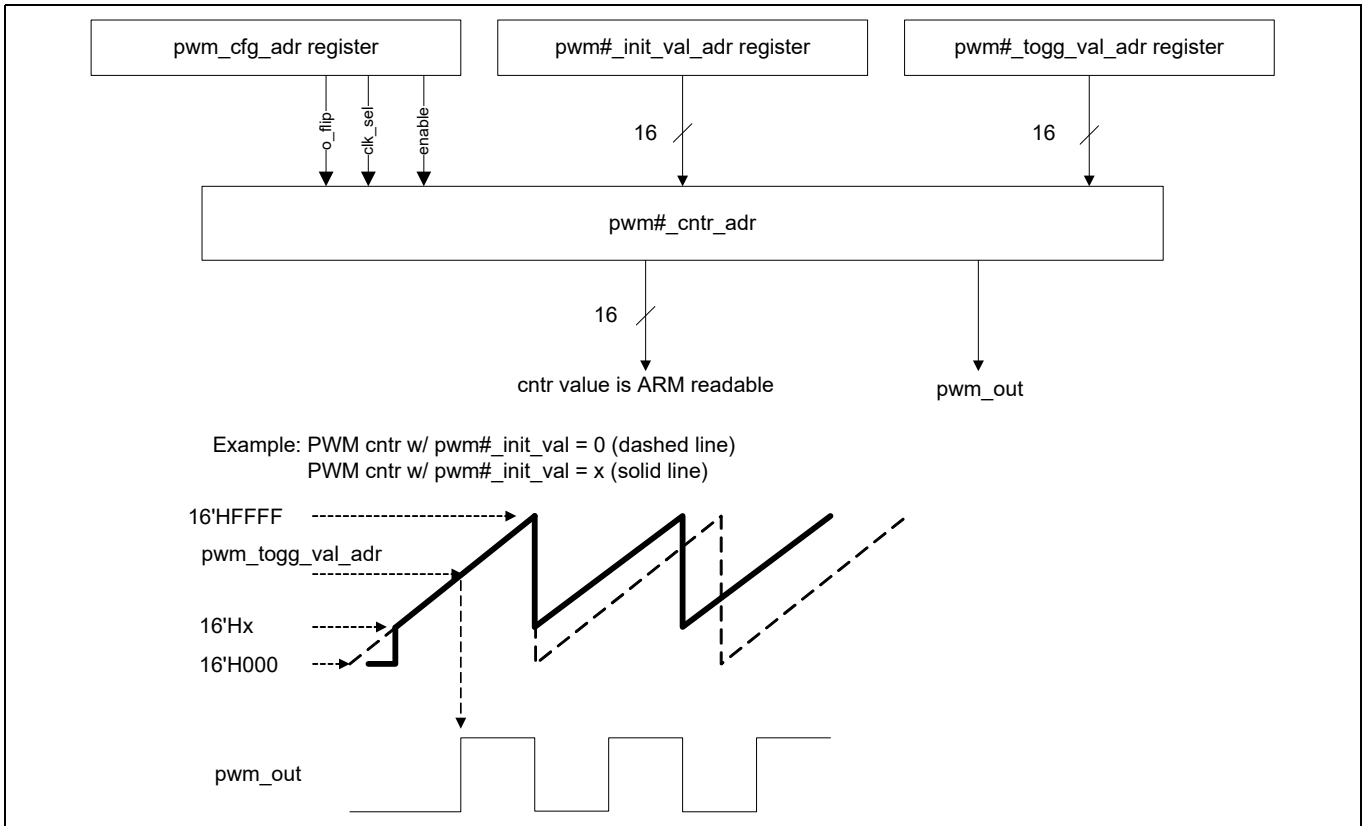 pwm_cfg_adr register
pwm#_init_val_adr register
pwm#_togg_val_adr register
o_flip
clk_sel
enable
16
16
pwm#_cntr_adr
16
cntr value is ARM readable
pwm_out
Example: PWM cntr w/ pwm#_init_val = 0 (dashed line)
PWM cntr w/ pwm#_init_val = x (solid line)
16'HFFFF
pwm_togg_val_adr
16'Hx
16'H000
pwm_out